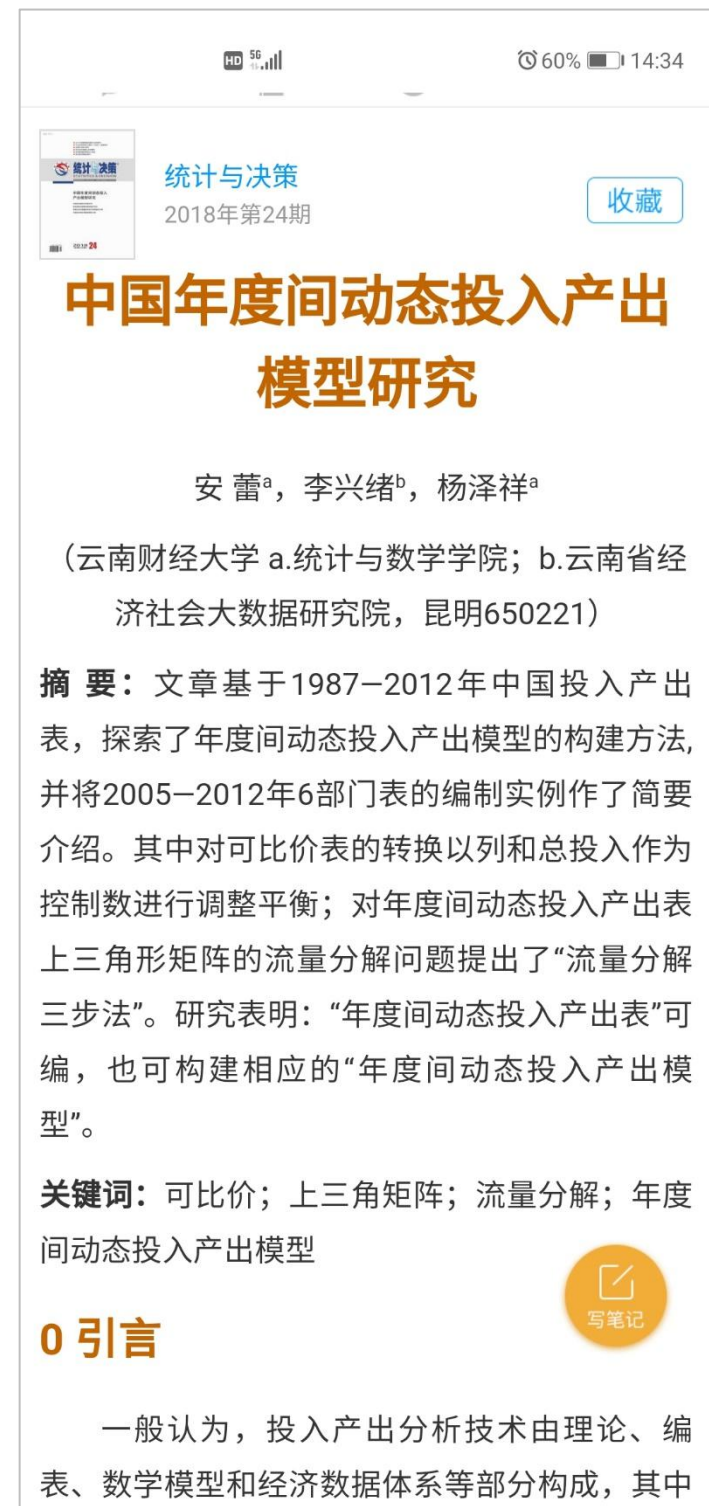 HD 5G 60% 14:34
统计与决策
24
统计与决策
2018年第24期
收藏
中国年度间动态投入产出
模型研究
安 蕾a，李兴绪b，杨泽祥a
（云南财经大学 a.统计与数学学院；b.云南省经
济社会大数据研究院，昆明650221）
摘 要：文章基于1987—2012年中国投入产出
表，探索了年度间动态投入产出模型的构建方法,
并将2005—2012年6部门表的编制实例作了简要
介绍。其中对可比价表的转换以列和总投入作为
控制数进行调整平衡；对年度间动态投入产出表
上三角形矩阵的流量分解问题提出了“流量分解
三步法”。研究表明：“年度间动态投入产出表”可
编，也可构建相应的“年度间动态投入产出模
型”。
关键词：可比价；上三角矩阵；流量分解；年度
间动态投入产出模型
写笔记
0 引言
一般认为，投入产出分析技术由理论、编
表、数学模型和经济数据体系等部分构成，其中